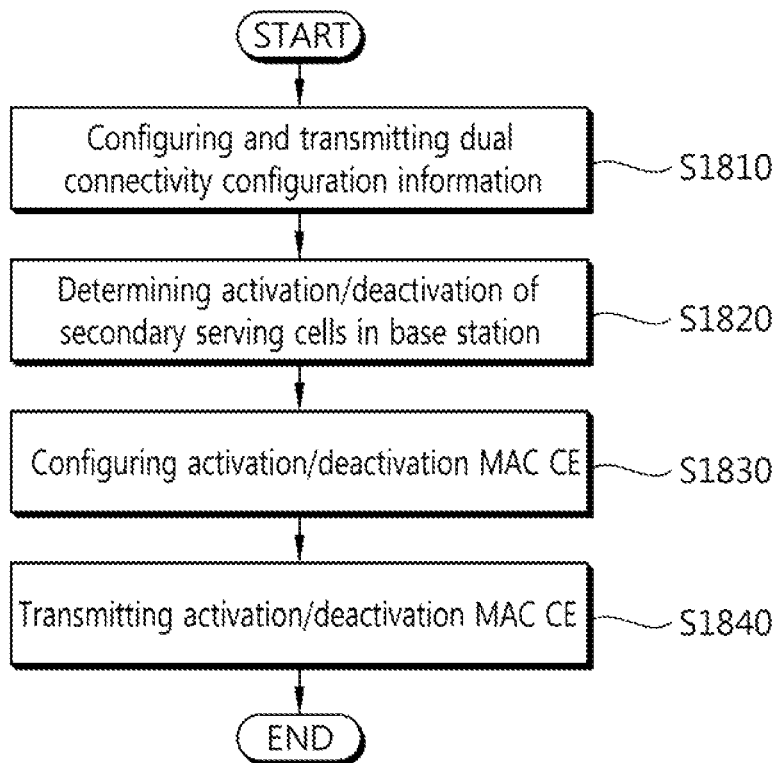 START
Configuring and transmitting dual
connectivity configuration information
S1810
Determining activation/deactivation of
secondary serving cells in base station
S1820
Configuring activation/deactivation MAC CE
S1830
Transmitting activation/deactivation MAC CE
S1840
END